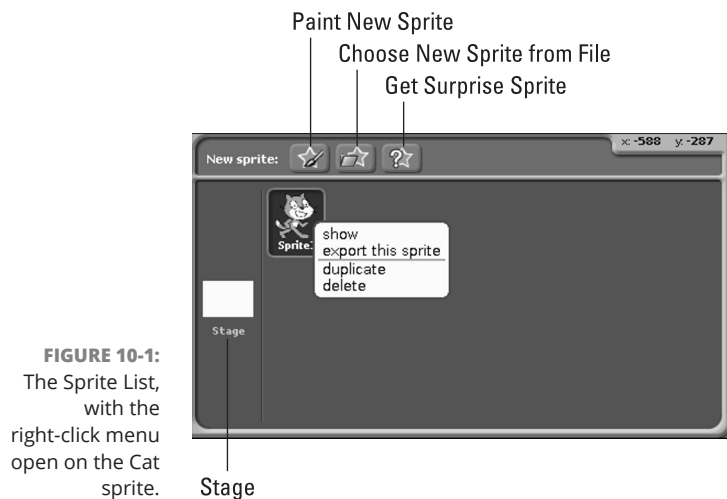 Paint New Sprite
Choose New Sprite from File
Get Surprise Sprite
New sprite:
x: -588 y: -287
show
export this sprite
duplicate
delete
Stage
FIGURE 10-1:
The Sprite List,
with the
right-click menu
open on the Cat
sprite.
Stage